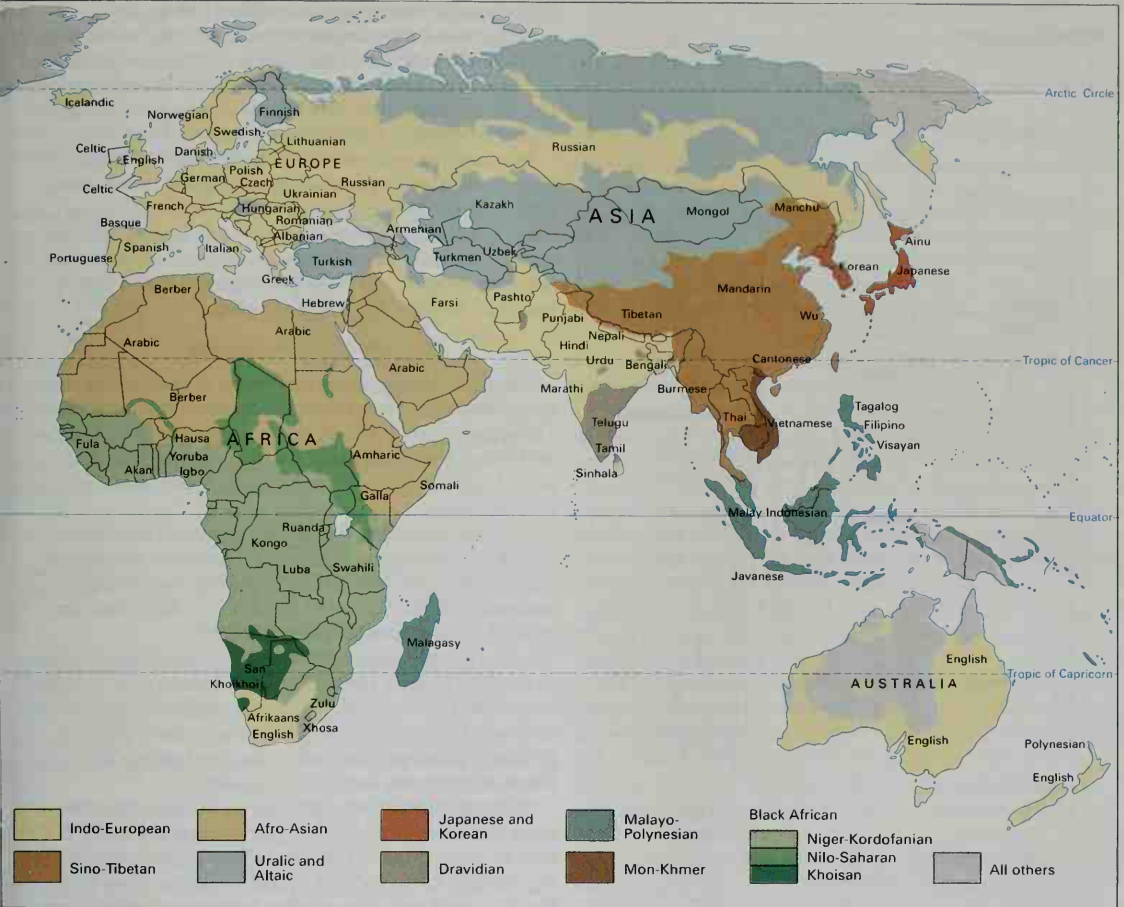 Arctic Circle
Icelandic
Norwegian
Finnish
Swedish
Celtic
English
Danish
Lithuanian
EUROPE
Russian
German
Polish
Czech
Celtic
Ukrainian
Russian
French
Hungarian
Romanian
Basque
Albanian
Armenian
Kazakh
ASIA
Mongol
Manchu
Ainu
Portuguese
Spanish
Italian
Turkish
Turkmen
Uzbek
Korean
Japanese
Greek
Berber
Hebrew
Farsi
Pashto
Mandarin
Arabic
Punjabi
Tibetan
Wu
Arabic
Nepali
Hindi
Urdu
Bengali
Cantonese
Tropic of Cancer
Arabic
Berber
Marathi
Burmese
Tagalog
Fula
Hausa
AFRICA
Telugu
Thai
Vietnamese
Filipino
Yoruba
Amharic
Tamil
Visayan
Akan
Igbo
Sinhala
Somali
Galla
Malay Indonesian
Equator
Ruanda
Kongo
Luba
Swahili
Javanese
Malagasy
English
San
Tropic of Capricorn
Khoikhoi
AUSTRALIA
Zulu
Afrikaans
English
Xhosa
English
Polynesian
English
Indo-European
Afro-Asian
Japanese and
Korean
Malayo-
Polynesian
Black African
Niger-Kordofanian
Nilo-Saharan
Khoisan
Sino-Tibetan
Uralic and
Altaic
Dravidian
Mon-Khmer
All others